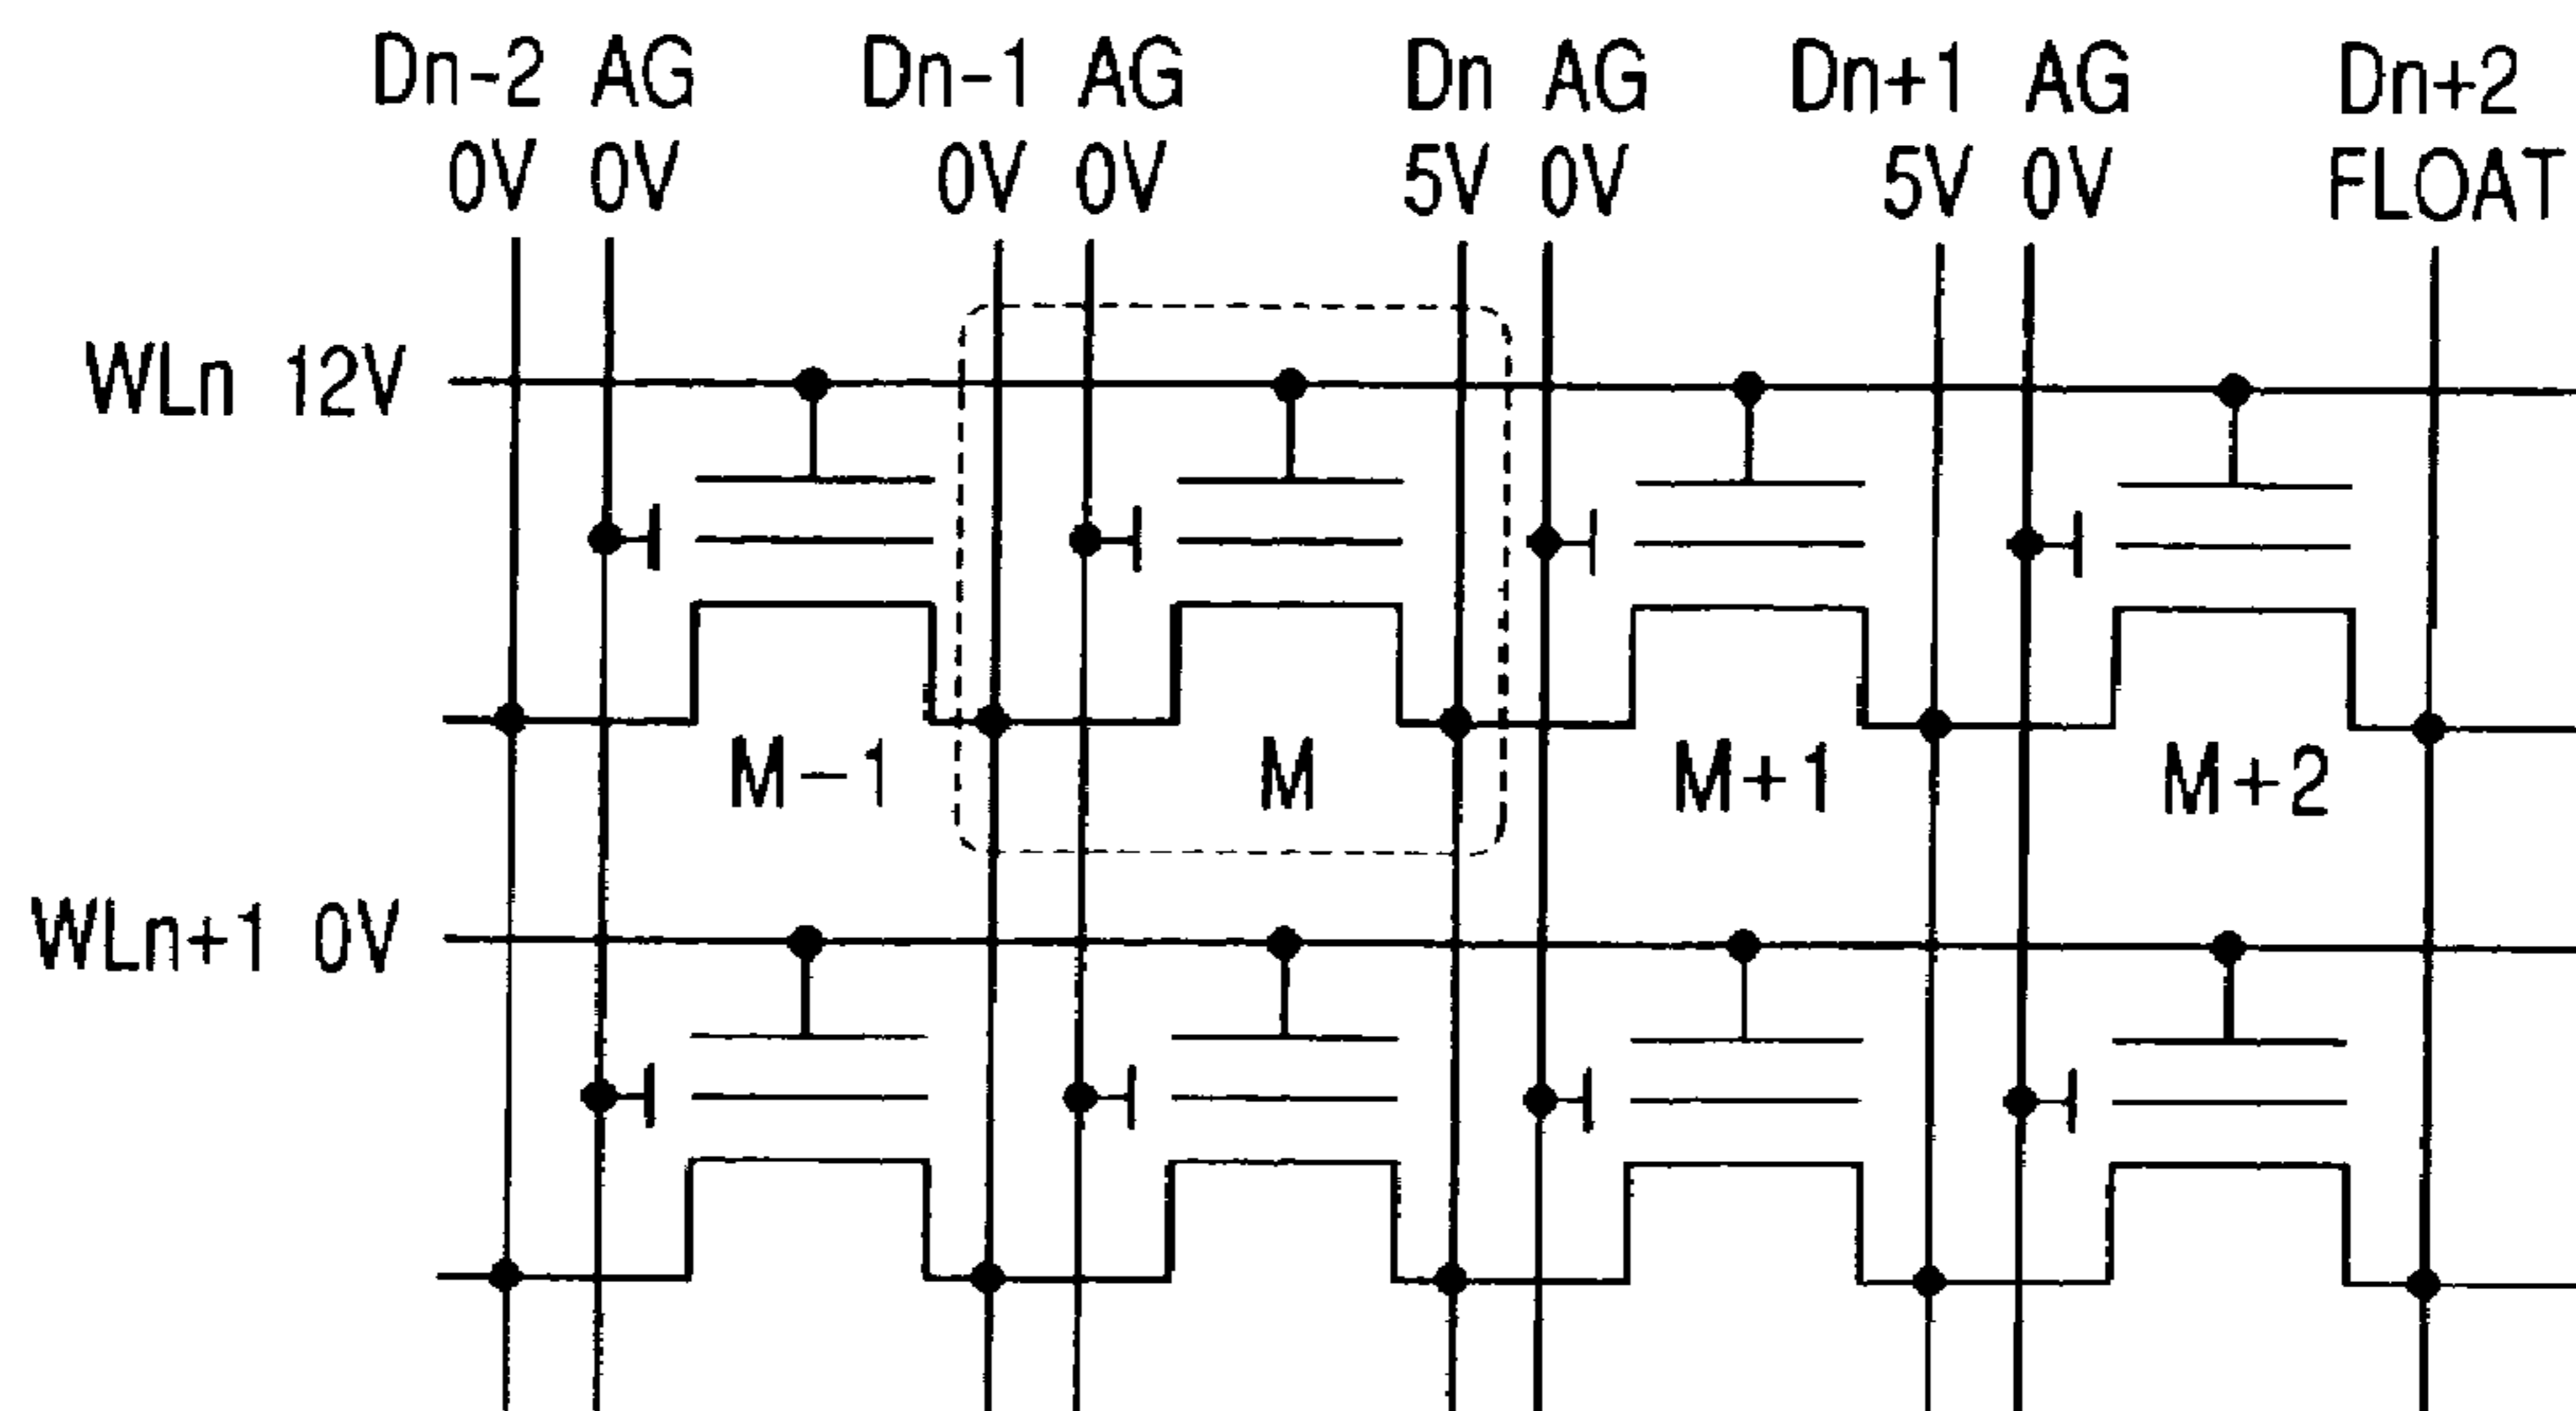 Dn-2 AG Dn-1 AG Dn AG Dn+1 AG Dn+2
0V 0V 0V 0V 5V 0V 5V 0V FLOAT
WLn 12V
M-1 M M+1 M+2
WLn+1 0V